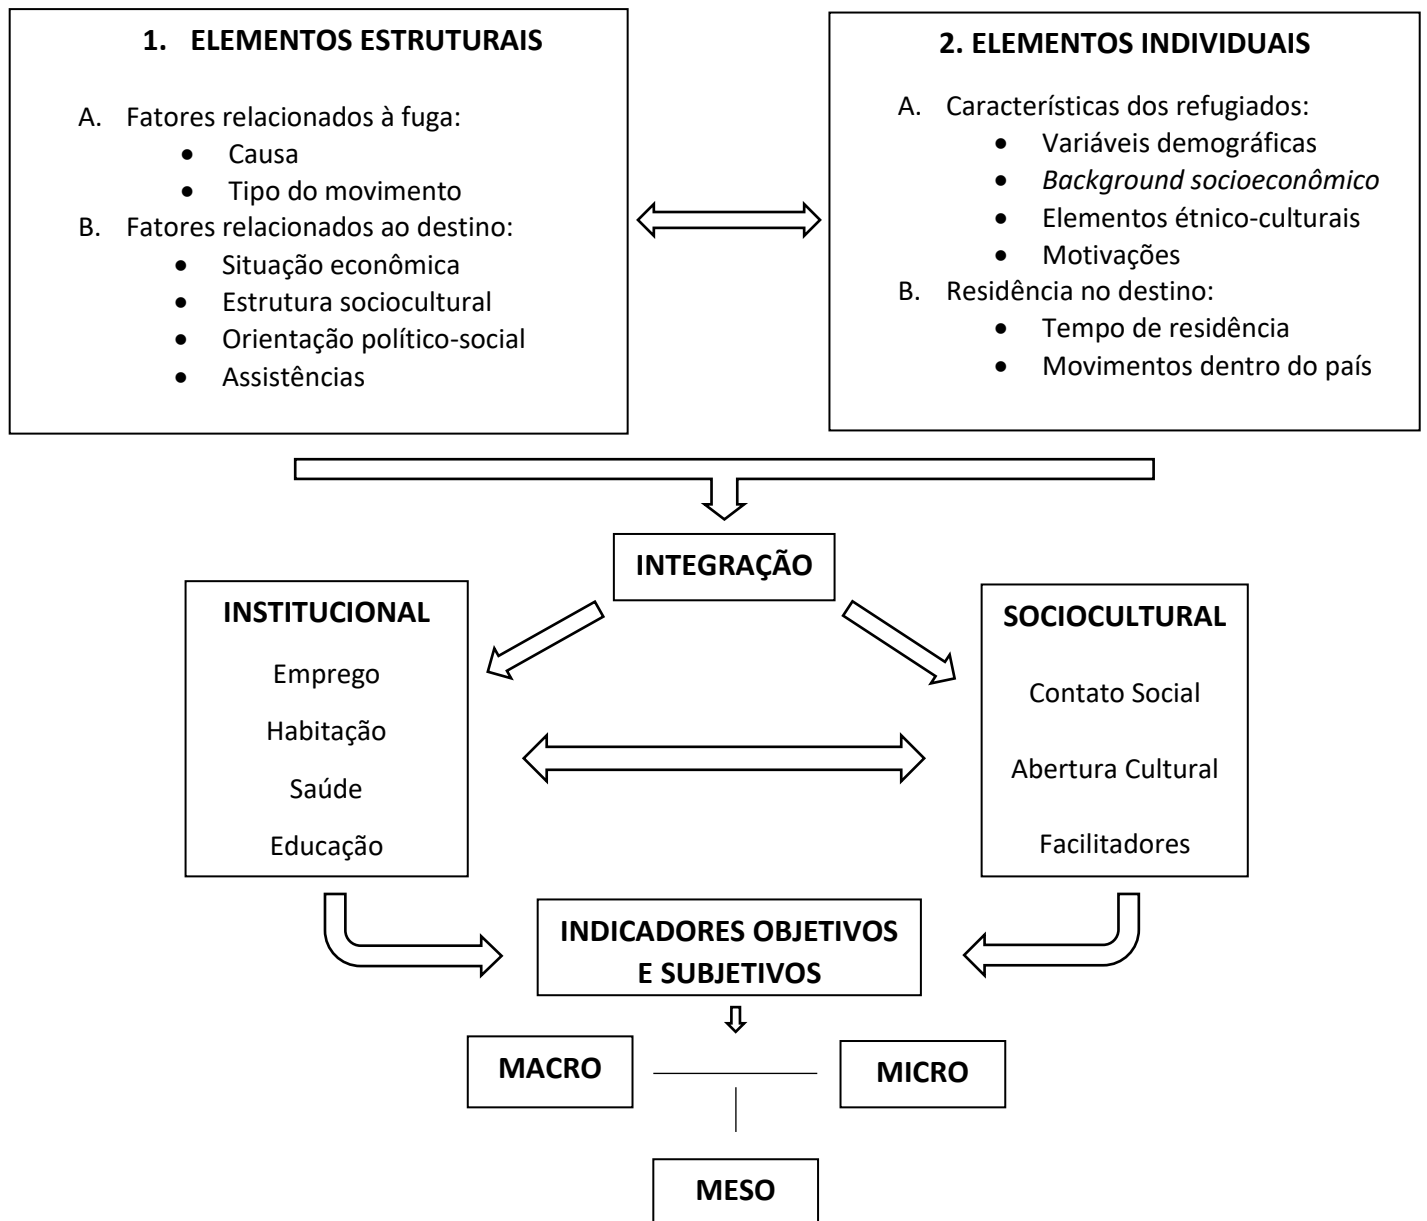 1. ELEMENTOS ESTRUTURAIS
A. Fatores relacionados à fuga:
• Causa
• Tipo do movimento
B. Fatores relacionados ao destino:
• Situação econômica
• Estrutura sociocultural
• Orientação político-social
• Assistências
2. ELEMENTOS INDIVIDUAIS
A. Características dos refugiados:
• Variáveis demográficas
• Background socioeconômico
• Elementos étnico-culturais
• Motivações
B. Residência no destino:
• Tempo de residência
• Movimentos dentro do país
INTEGRAÇÃO
INSTITUCIONAL
Emprego
Habitação
Saúde
Educação
SOCIOCULTURAL
Contato Social
Abertura Cultural
Facilitadores
INDICADORES OBJETIVOS
E SUBJETIVOS
MACRO
MICRO
MESO